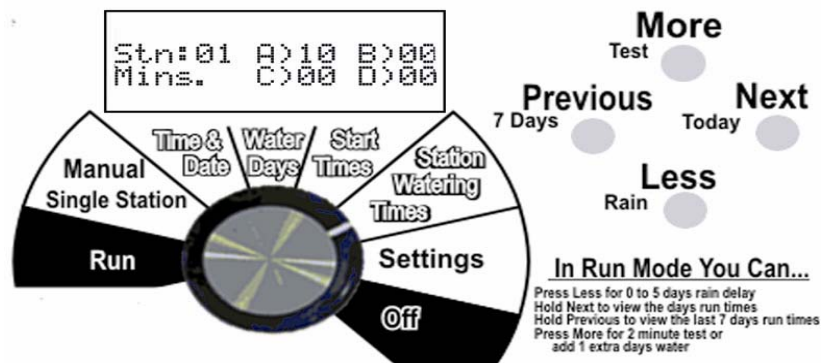 Stn:01 A>10 B>00
Mins. C>00 D>00
Time &
Date
Water
Days
Start
Times
Station
Watering
Times
Manual
Single Station
Run
Settings
Off
More
Test
Previous
7 Days
Next
Today
Less
Rain
In Run Mode You Can...
Press Less for 0 to 5 days rain delay
Hold Next to view the days run times
Hold Previous to view the last 7 days run times
Press More for 2 minute test or
add 1 extra days water